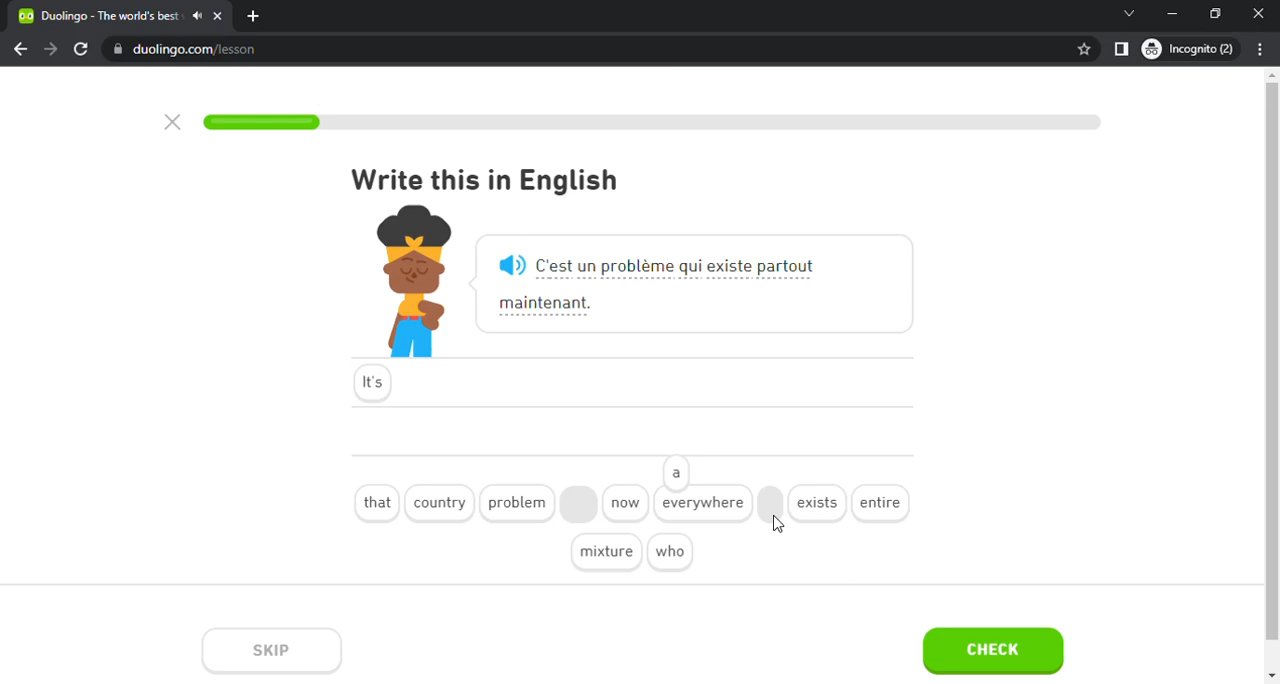 Duolingo - The world's best
duolingo.com/lesson
Incognito (2)
Write this in English
C'est un problème qui existe partout
maintenant.
It's
a
that country problem now everywhere exists entire
mixture who
SKIP
CHECK